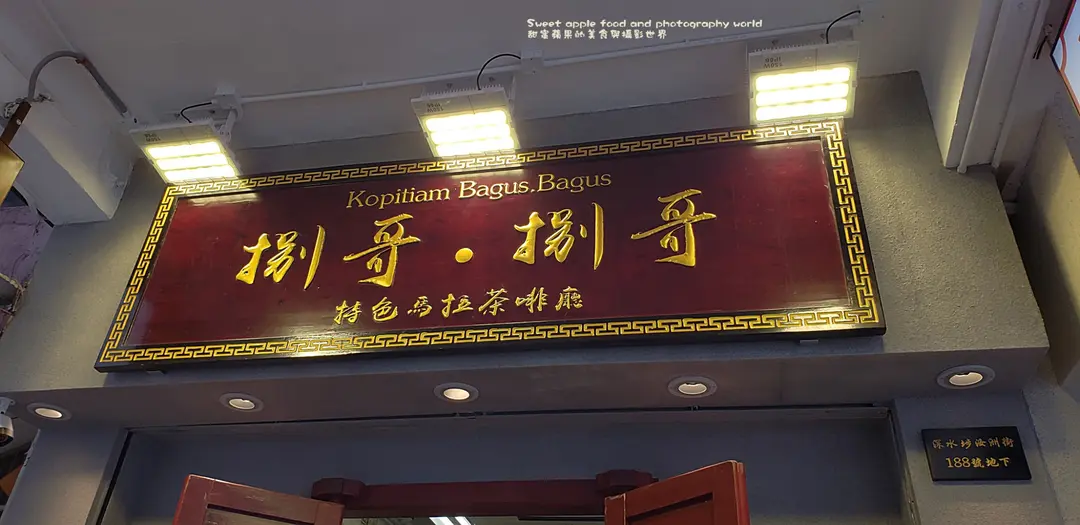 Sweet apple food and photography world
甜蜜蘋果的美食與攝影世界
Kopitiam Bagus.Bagus
捌哥・捌哥
特色馬拉茶啡廳
深水埗汝洲街
188號地下